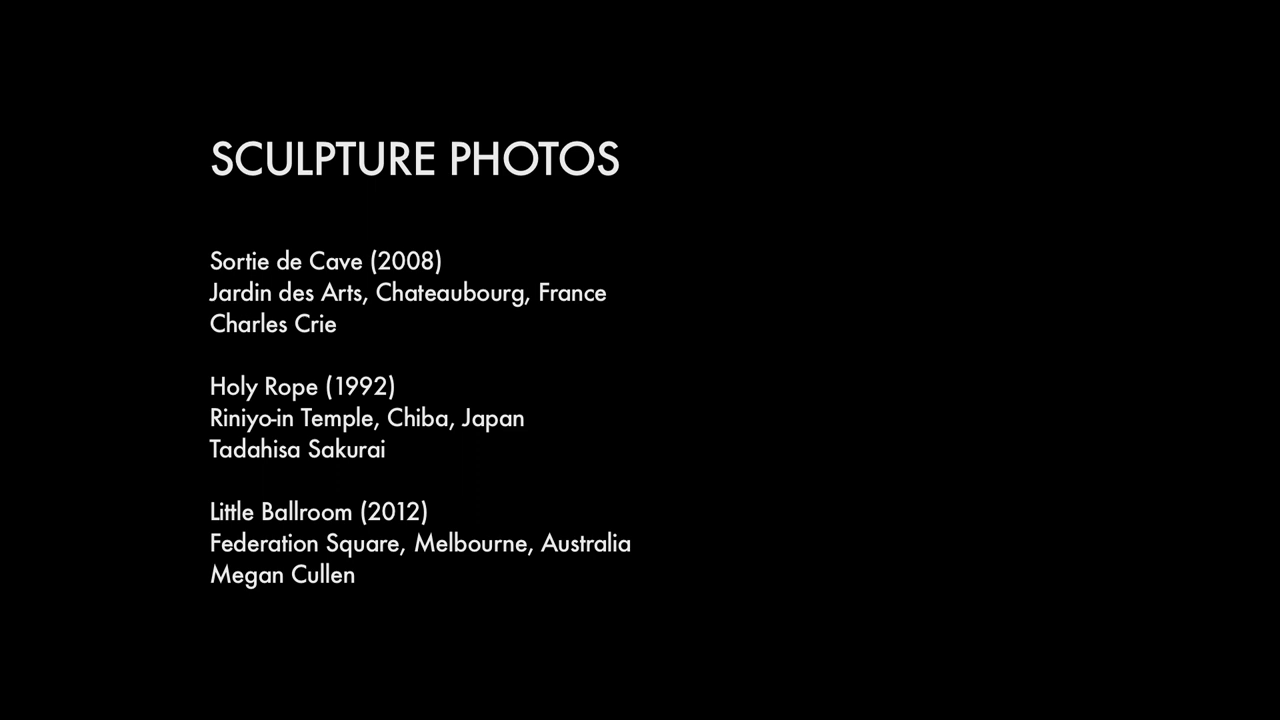 SCULPTURE PHOTOS
Sortie de Cave (2008)
Jardin des Arts, Chateaubourg, France
Charles Crie
Holy Rope (1992)
Riniyo-in Temple, Chiba, Japan
Tadahisa Sakurai
Little Ballroom (2012)
Federation Square, Melbourne, Australia
Megan Cullen